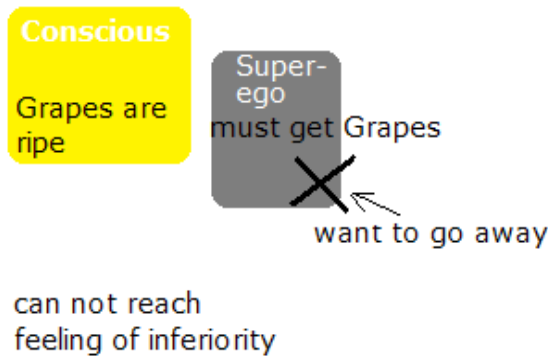 Conscious
Grapes are
ripe
Super-
ego
must get Grapes
want to go away
can not reach
feeling of inferiority